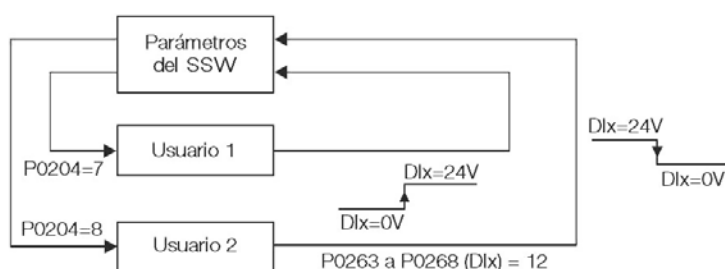 Parámetros
del SSW
Usuario 1
P0204=7
DIx=24V
DIx=0V
DIx=24V
DIx=0V
P0204=8
Usuario 2
P0263 a P0268 (DIx) = 12